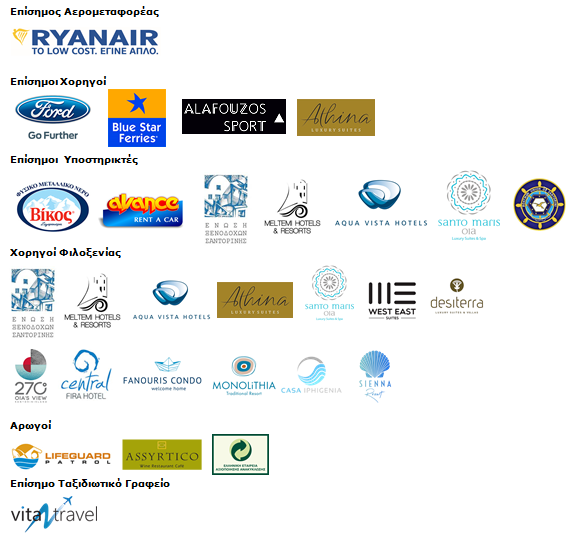 Επίσημος Αερομεταφορέας
RYANAIR
TO LOW COST. ΕΓΙΝΕ ΑΠΛΟ.
Επίσημοι Χορηγοί
Ford
Go Further
Blue Star
Ferries
ALAFOUZOS
SPORT
Athina
LUXURY SUITES
Επίσημοι Υποστηρικτές
ΦΥΣΙΚΟ ΜΕΤΑΛΛΙΚΟ ΝΕΡΟ
Βίκος
avance
RENT A CAR
ΕΝΩΣΗ
ΞΕΝΟΔΟΧΩΝ
ΣΑΝΤΟΡΙΝΗΣ
MELTEMI HOTELS
& RESORTS
AQUA VISTA HOTELS
santo maris
OIA
Luxury Suites & Spa
Χορηγοί Φιλοξενίας
ΕΝΩΣΗ
ΞΕΝΟΔΟΧΩΝ
ΣΑΝΤΟΡΙΝΗΣ
MELTEMI HOTELS
& RESORTS
AQUA VISTA HOTELS
Athina
LUXURY SUITES
santo maris
OIA
Luxury Suites & Spa
WEST EAST
SUITES
desiterra
LUXURY SUITES & VILLAS
270°
OIA'S VIEW
central
FIRA HOTEL
FANOURIS CONDO
welcome home
MONOLITHIA
Traditional Resort
CASA IPHIGENIA
SIENNA
Resort
Αρωγοί
LIFEGUARD
PATROL
ASSYRTICO
Wine Restaurant Café
ΕΛΛΗΝΙΚΗ ΕΤΑΙΡΕΙΑ
ΑΞΙΟΠΟΙΗΣΗΣ ΑΝΑΚΥΚΛΩΣΗΣ
Επίσημο Ταξιδιωτικό Γραφείο
vita N travel